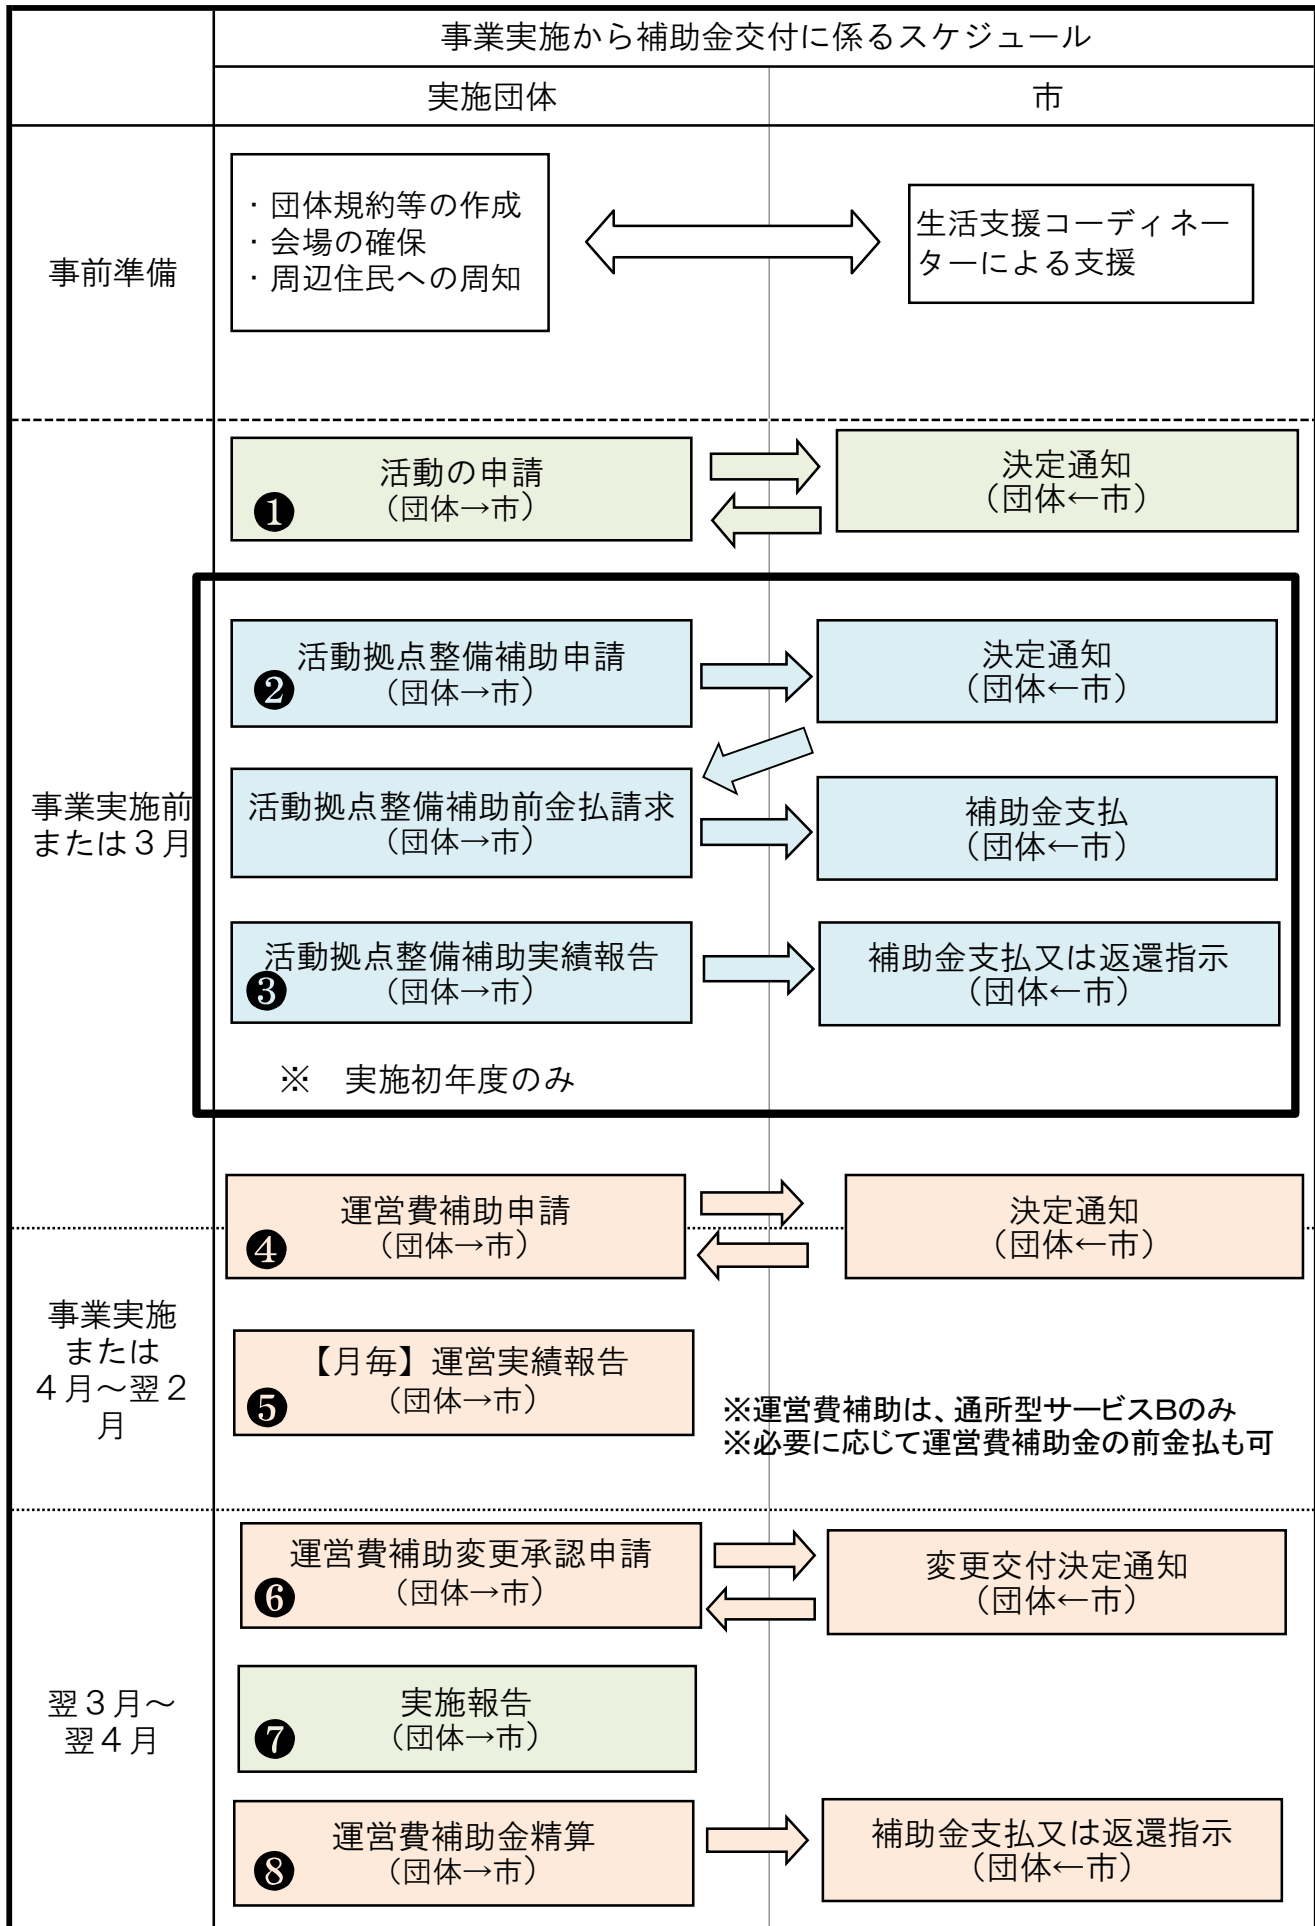 事業実施から補助金交付に係るスケジュール
実施団体
市
事前準備
・団体規約等の作成
・会場の確保
・周辺住民への周知
生活支援コーディネー
ターによる支援
事業実施前
または３月
活動の申請
（団体→市）
❶
決定通知
（団体←市）
活動拠点整備補助申請
（団体→市）
❷
決定通知
（団体←市）
活動拠点整備補助前金払請求
（団体→市）
補助金支払
（団体←市）
活動拠点整備補助実績報告
（団体→市）
❸
補助金支払又は返還指示
（団体←市）
※　実施初年度のみ
運営費補助申請
（団体→市）
❹
決定通知
（団体←市）
事業実施
または
４月～翌２
月
【月毎】運営実績報告
（団体→市）
❺
※運営費補助は、通所型サービスBのみ
※必要に応じて運営費補助金の前金払も可
翌３月～
翌４月
運営費補助変更承認申請
（団体→市）
❻
変更交付決定通知
（団体←市）
実施報告
（団体→市）
❼
運営費補助金精算
（団体→市）
❽
補助金支払又は返還指示
（団体←市）